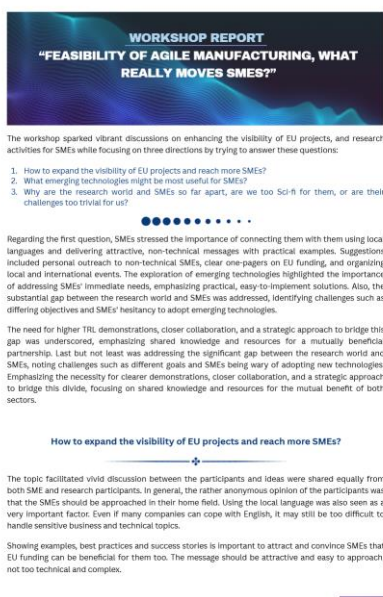 WORKSHOP REPORT
“FEASIBILITY OF AGILE MANUFACTURING, WHAT
REALLY MOVES SMES?”
The workshop sparked vibrant discussions on enhancing the visibility of EU projects, and research
activities for SMEs while focusing on three directions by trying to answer these questions:
1. How to expand the visibility of EU projects and reach more SMEs?
2. What emerging technologies might be most useful for SMEs?
3. Why are the research world and SMEs so far apart, are we too Sci-fi for them, or are their
challenges too trivial for us?
Regarding the first question, SMEs stressed the importance of connecting them with them using local
languages and delivering attractive, non-technical messages with practical examples. Suggestions
included personal outreach to non-technical SMEs, clear one-pagers on EU funding, and organizing
local and international events. The exploration of emerging technologies highlighted the importance
of addressing SMEs' immediate needs, emphasizing practical, easy-to-implement solutions. Also, the
substantial gap between the research world and SMEs was addressed, identifying challenges such as
differing objectives and SMEs' hesitancy to adopt emerging technologies.
The need for higher TRL demonstrations, closer collaboration, and a strategic approach to bridge this
gap was underscored, emphasizing shared knowledge and resources for a mutually beneficial
partnership. Last but not least was addressing the significant gap between the research world and
SMEs, noting challenges such as different goals and SMEs being wary of adopting new technologies.
Emphasizing the necessity for clearer demonstrations, closer collaboration, and a strategic approach
to bridge this divide, focusing on shared knowledge and resources for the mutual benefit of both
sectors.
How to expand the visibility of EU projects and reach more SMEs?
The topic facilitated vivid discussion between the participants and ideas were shared equally from
both SME and research participants. In general, the rather anonymous opinion of the participants was
that the SMEs should be approached in their home field. Using the local language was also seen as a
very important factor. Even if many companies can cope with English, it may still be too difficult to
handle sensitive business and technical topics.
Showing examples, best practices and success stories is important to attract and convince SMEs that
EU funding can be beneficial for them too. The message should be attractive and easy to approach,
not too technical and complex.